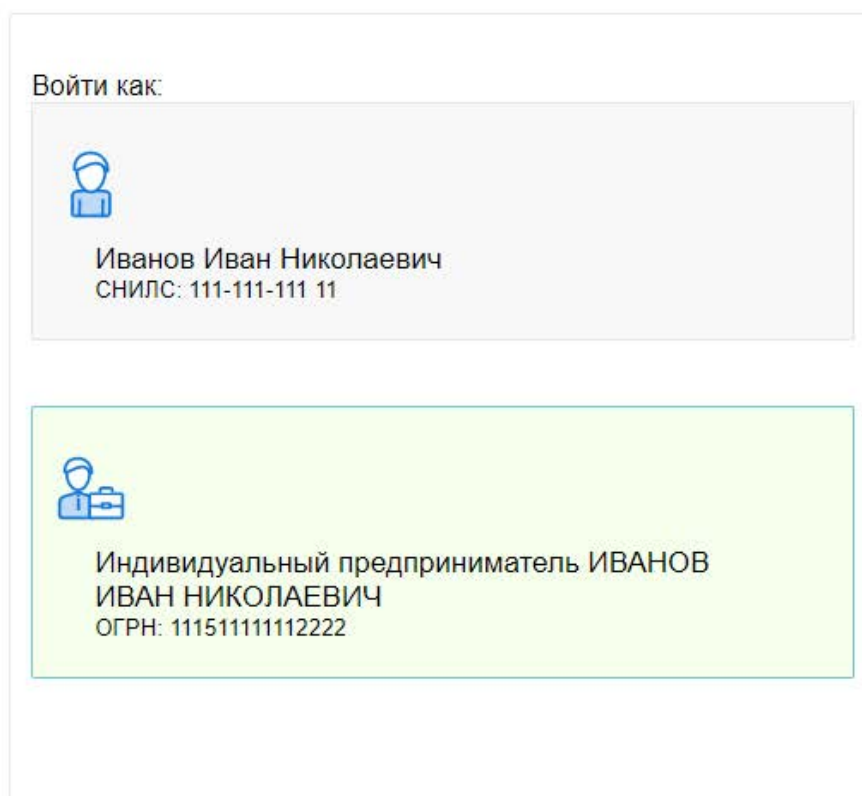 Войти как:
Иванов Иван Николаевич
СНИЛС: 111-111-111 11
Индивидуальный предприниматель ИВАНОВ
ИВАН НИКОЛАЕВИЧ
ОГРН: 111511111112222